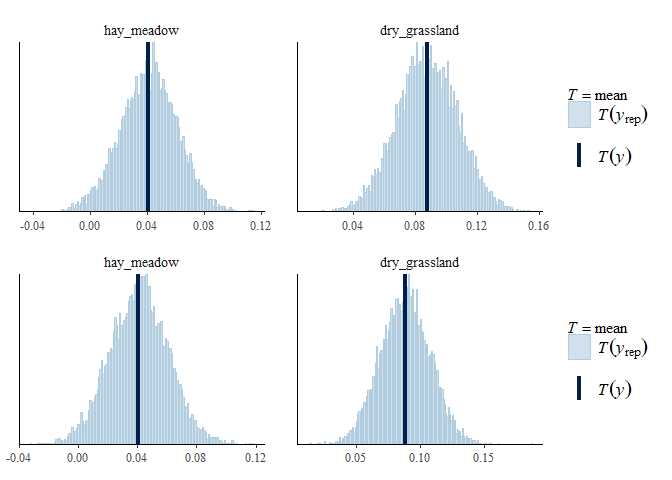 hay_meadow
dry_grassland
T = mean
T(y_rep)
T(y)
-0.04 0.00 0.04 0.08 0.12
0.04 0.08 0.12 0.16
hay_meadow
dry_grassland
T = mean
T(y_rep)
T(y)
-0.04 0.00 0.04 0.08 0.12
0.05 0.10 0.15